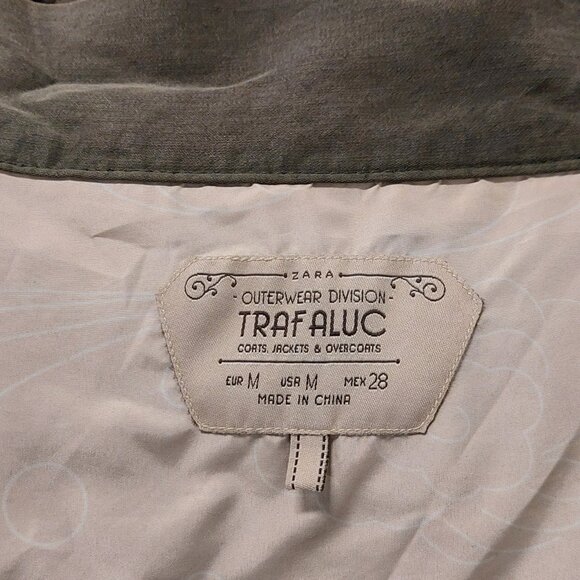 ZARA
- OUTERWEAR DIVISION -
TRAFALUC
COATS, JACKETS & OVERCOATS
EUR M USA M MEX 28
MADE IN CHINA